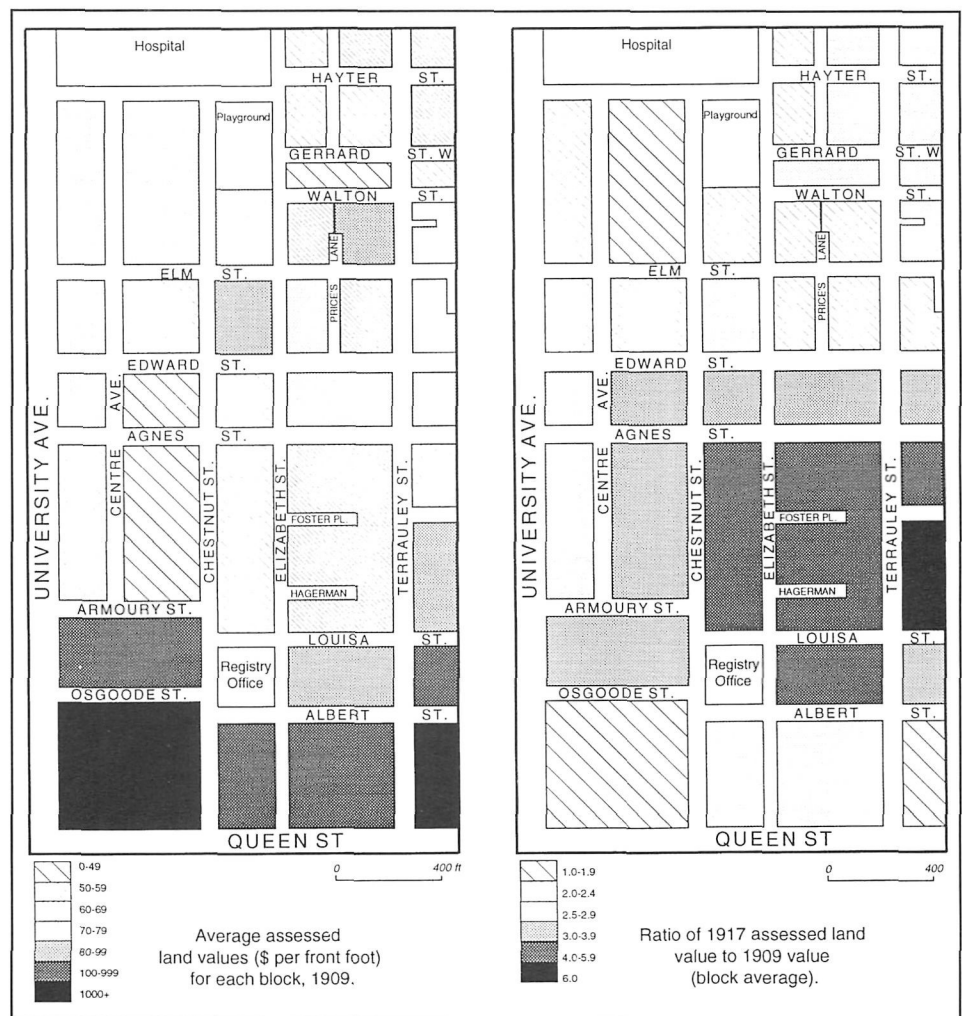 Hospital
HAYTER ST.
Playground
GERRARD ST. W
WALTON ST.
LANE
ELM ST.
PRICE'S
EDWARD ST.
UNIVERSITY AVE.
CENTRE AVE.
AGNES ST.
CHESTNUT ST.
ELIZABETH ST.
FOSTER PL.
TERRAULEY ST.
HAGERMAN
ARMOURY ST.
LOUISA ST.
Registry
Office
OSGOODE ST.
ALBERT ST.
QUEEN ST
0-49
50-59
60-69
70-79
80-99
100-999
1000+
0 400 ft
Average assessed
land values ($ per front foot)
for each block, 1909.
Hospital
HAYTER ST.
Playground
GERRARD ST. W
WALTON ST.
LANE
ELM ST.
PRICE'S
EDWARD ST.
UNIVERSITY AVE.
CENTRE AVE.
AGNES ST.
CHESTNUT ST.
ELIZABETH ST.
FOSTER PL.
TERRAULEY ST.
HAGERMAN
ARMOURY ST.
LOUISA ST.
Registry
Office
OSGOODE ST.
ALBERT ST.
QUEEN ST
1.0-1.9
2.0-2.4
2.5-2.9
3.0-3.9
4.0-5.9
6.0
0 400
Ratio of 1917 assessed land
value to 1909 value
(block average).